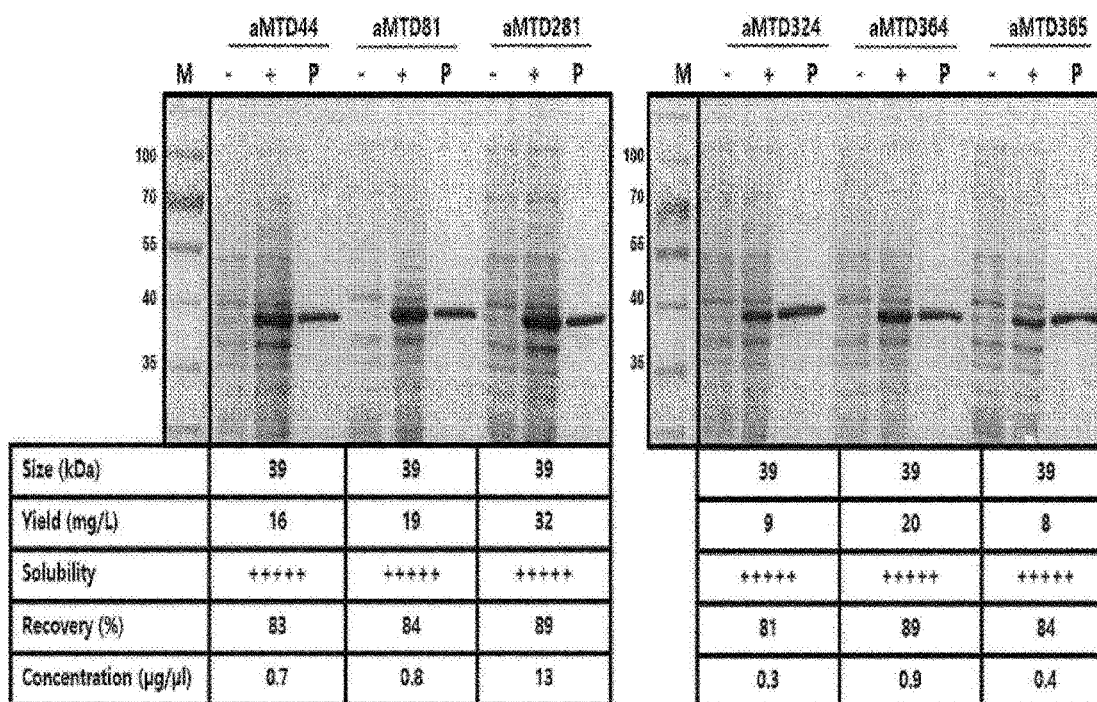 aMTD44 aMTD81 aMTD281 aMTD324 aMTD364 aMTD365
M - + P - + P - + P M - + P - + P - + P
100 100
70 70
55 55
40 40
35 35
Size (kDa) 39 39 39 39 39 39
Yield (mg/L) 16 19 32 9 20 8
Solubility +++++ +++++ +++++ +++++ +++++ +++++
Recovery (%) 83 84 89 81 89 84
Concentration (µg/µl) 0.7 0.8 13 0.3 0.9 0.4